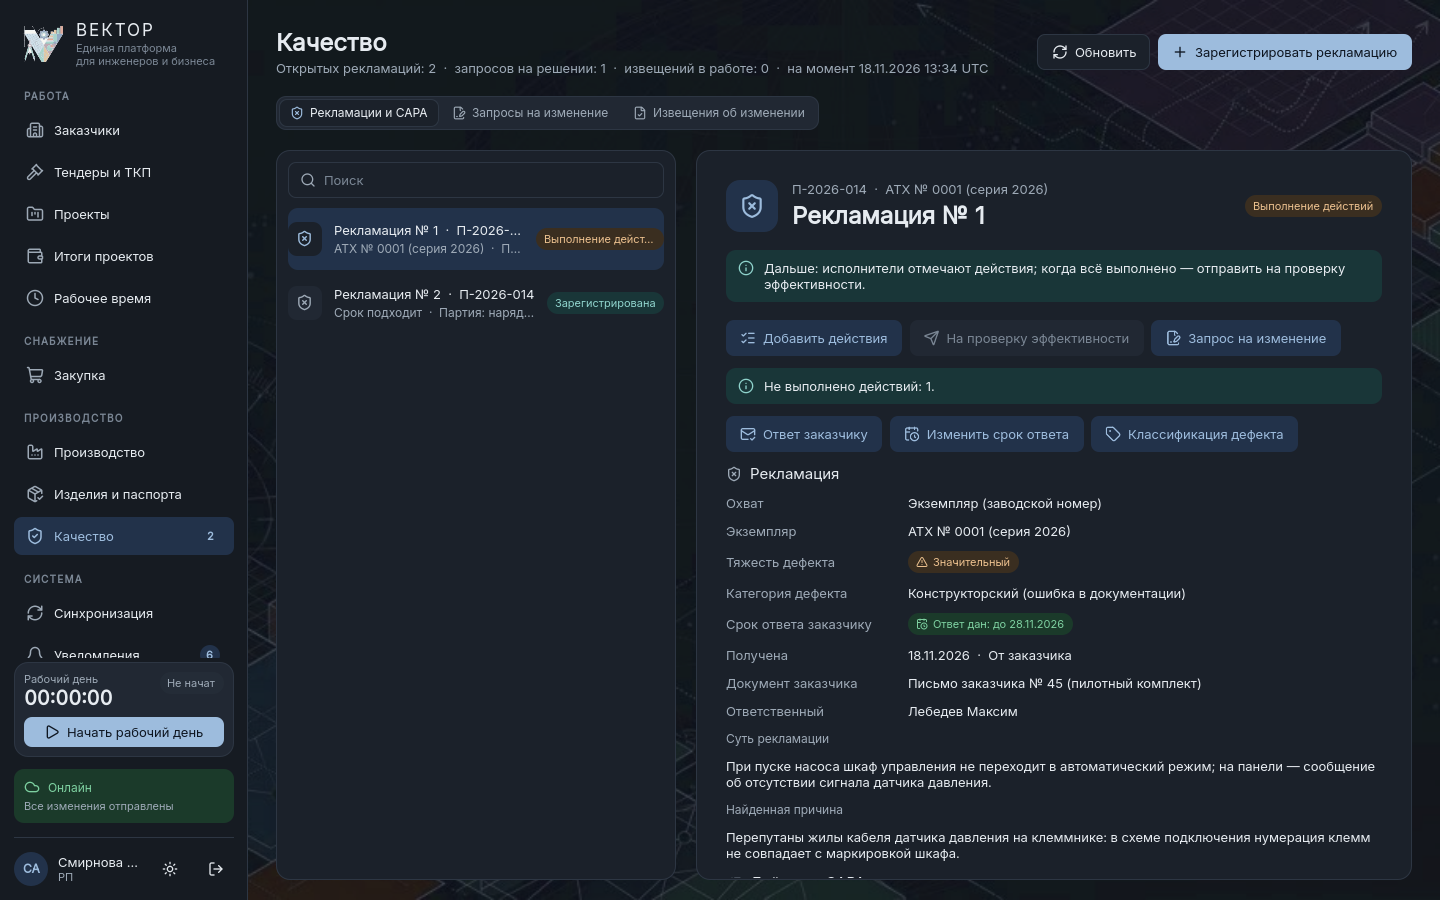 ВЕКТОР
Единая платформа
для инженеров и бизнеса
РАБОТА
Заказчики
Тендеры и ТКП
Проекты
Итоги проектов
Рабочее время
СНАБЖЕНИЕ
Закупка
ПРОИЗВОДСТВО
Производство
Изделия и паспорта
Качество 2
СИСТЕМА
Синхронизация
Уведомления 6
Рабочий день
Не начат
00:00:00
Начать рабочий день
Онлайн
Все изменения отправлены
СА
Смирнова ...
РП
Качество
Открытых рекламаций: 2 · запросов на решении: 1 · извещений в работе: 0 · на момент 18.11.2026 13:34 UTC
Обновить
Зарегистрировать рекламацию
Рекламации и CAPA
Запросы на изменение
Извещения об изменении
Поиск
Рекламация № 1 · П-2026-...
АТХ № 0001 (серия 2026) · П...
Выполнение дейст...
Рекламация № 2 · П-2026-014
Срок подходит · Партия: наряд...
Зарегистрирована
П-2026-014 · АТХ № 0001 (серия 2026)
Рекламация № 1
Выполнение действий
Дальше: исполнители отмечают действия; когда всё выполнено — отправить на проверку
эффективности.
Добавить действия
На проверку эффективности
Запрос на изменение
Не выполнено действий: 1.
Ответ заказчику
Изменить срок ответа
Классификация дефекта
Рекламация
Охват Экземпляр (заводской номер)
Экземпляр АТХ № 0001 (серия 2026)
Тяжесть дефекта Значительный
Категория дефекта Конструкторский (ошибка в документации)
Срок ответа заказчику Ответ дан: до 28.11.2026
Получена 18.11.2026 · От заказчика
Документ заказчика Письмо заказчика № 45 (пилотный комплект)
Ответственный Лебедев Максим
Суть рекламации
При пуске насоса шкаф управления не переходит в автоматический режим; на панели — сообщение
об отсутствии сигнала датчика давления.
Найденная причина
Перепутаны жилы кабеля датчика давления на клеммнике: в схеме подключения нумерация клемм
не совпадает с маркировкой шкафа.